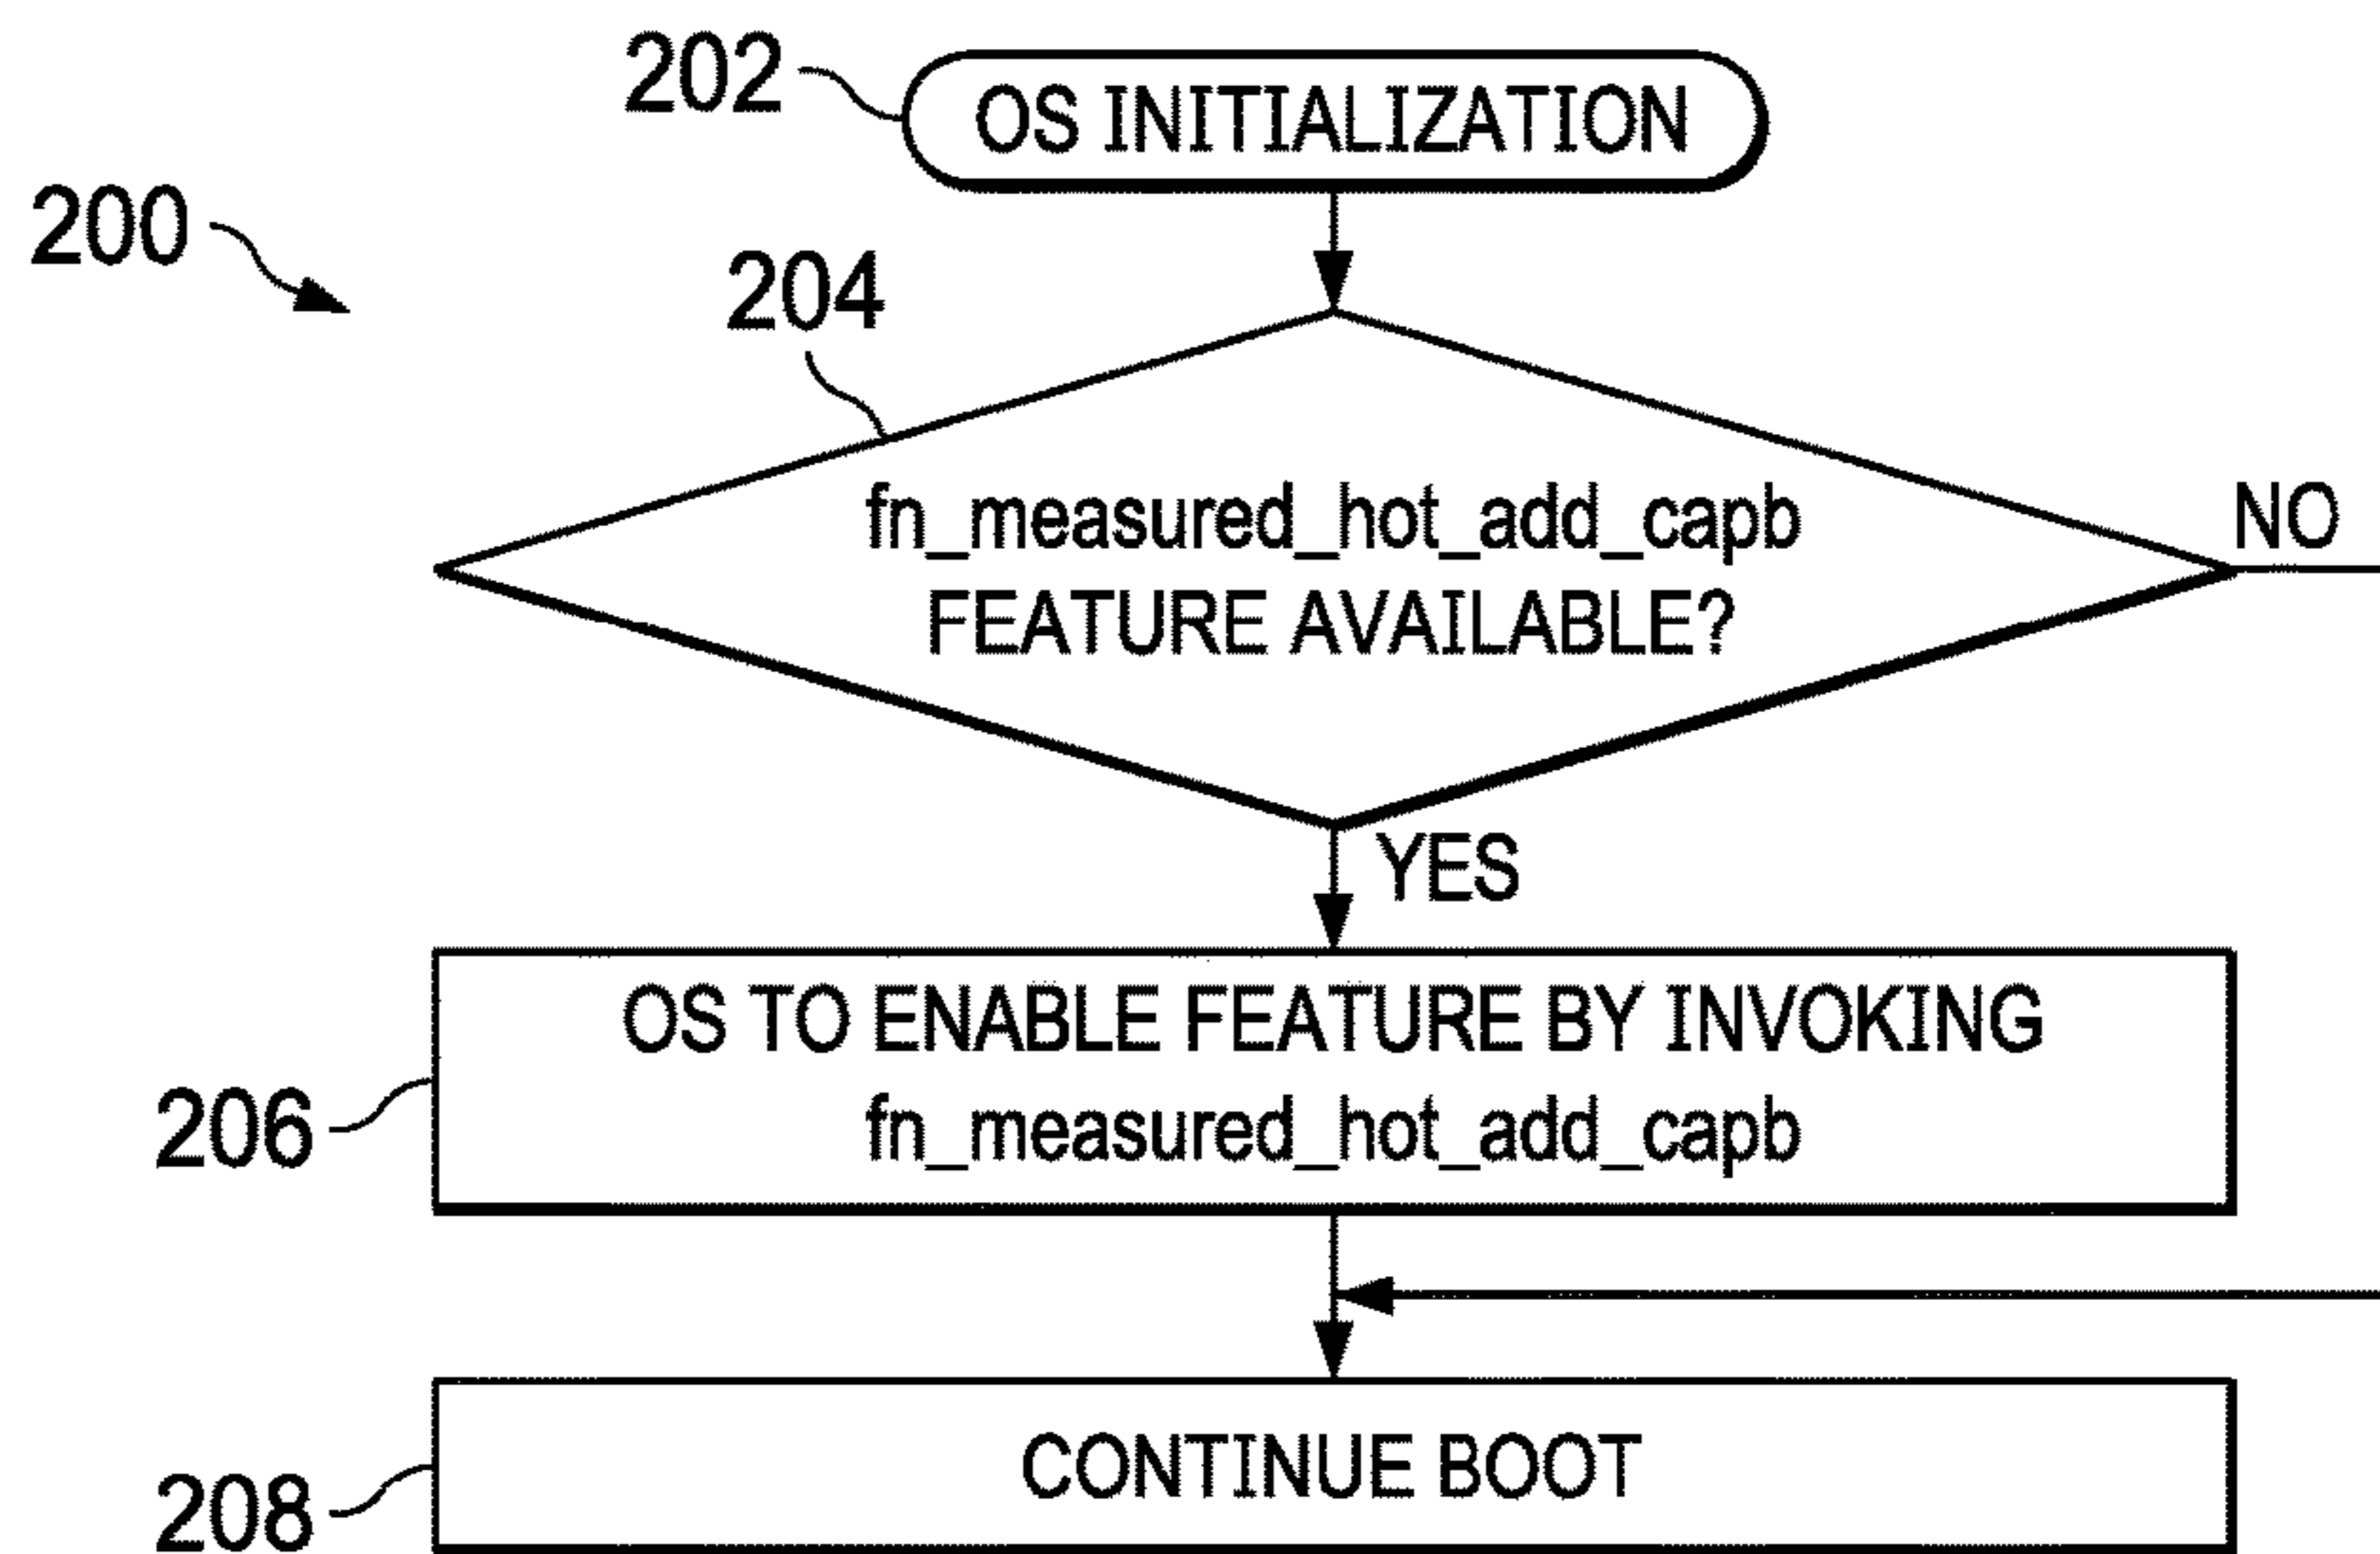 202
OS INITIALIZATION
200
204
fn_measured_hot_add_capb
FEATURE AVAILABLE?
NO
YES
OS TO ENABLE FEATURE BY INVOKING
fn_measured_hot_add_capb
206
CONTINUE BOOT
208